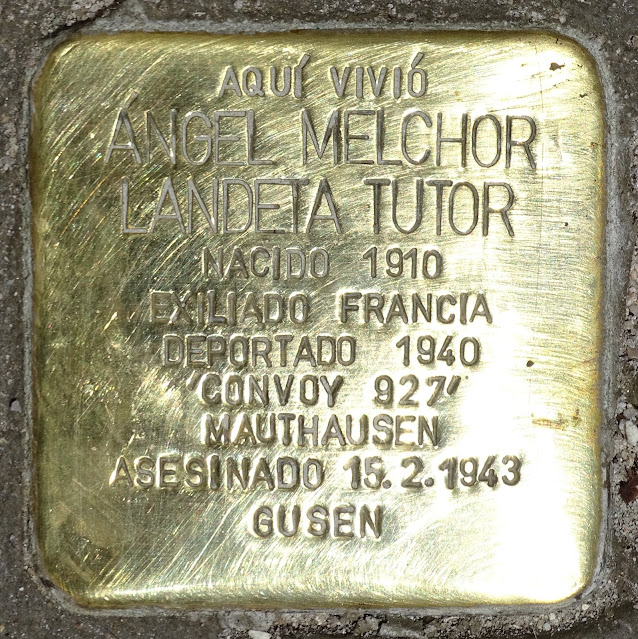 AQUÍ VIVIÓ
ÁNGEL MELCHOR
LANDETA TUTOR
NACIDO 1910
EXILIADO FRANCIA
DEPORTADO 1940
'CONVOY 927'
MAUTHAUSEN
ASESINADO 15.2.1943
GUSEN